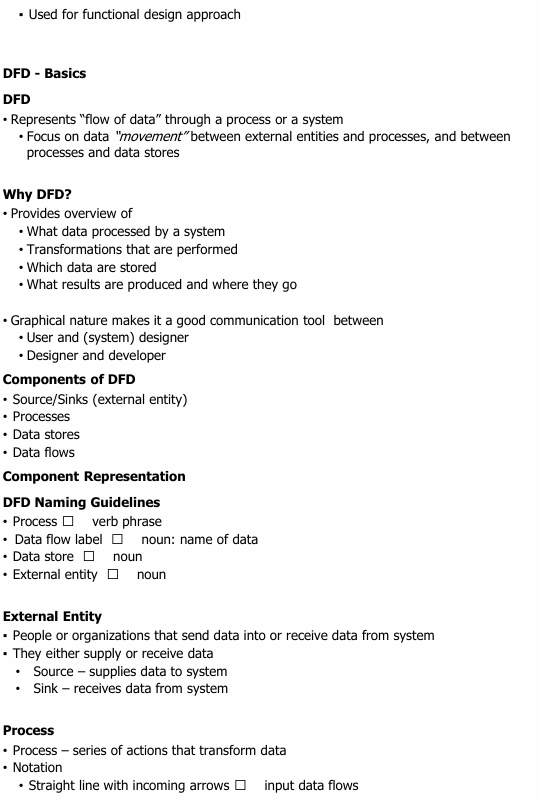 ▪ Used for functional design approach
DFD - Basics
DFD
• Represents “flow of data” through a process or a system
• Focus on data “movement” between external entities and processes, and between
processes and data stores
Why DFD?
• Provides overview of
• What data processed by a system
• Transformations that are performed
• Which data are stored
• What results are produced and where they go
• Graphical nature makes it a good communication tool between
• User and (system) designer
• Designer and developer
Components of DFD
• Source/Sinks (external entity)
• Processes
• Data stores
• Data flows
Component Representation
DFD Naming Guidelines
• Process □ verb phrase
• Data flow label □ noun: name of data
• Data store □ noun
• External entity □ noun
External Entity
▪ People or organizations that send data into or receive data from system
▪ They either supply or receive data
• Source – supplies data to system
• Sink – receives data from system
Process
• Process – series of actions that transform data
• Notation
• Straight line with incoming arrows □ input data flows